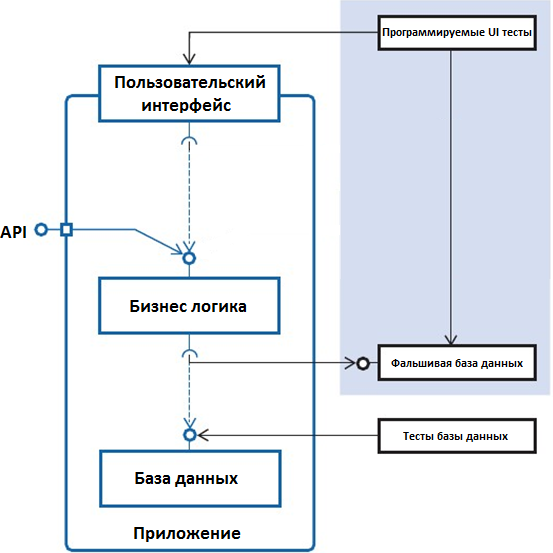 Программируемые UI тесты
Пользовательский
интерфейс
API
Бизнес логика
Фальшивая база данных
Тесты базы данных
База данных
Приложение